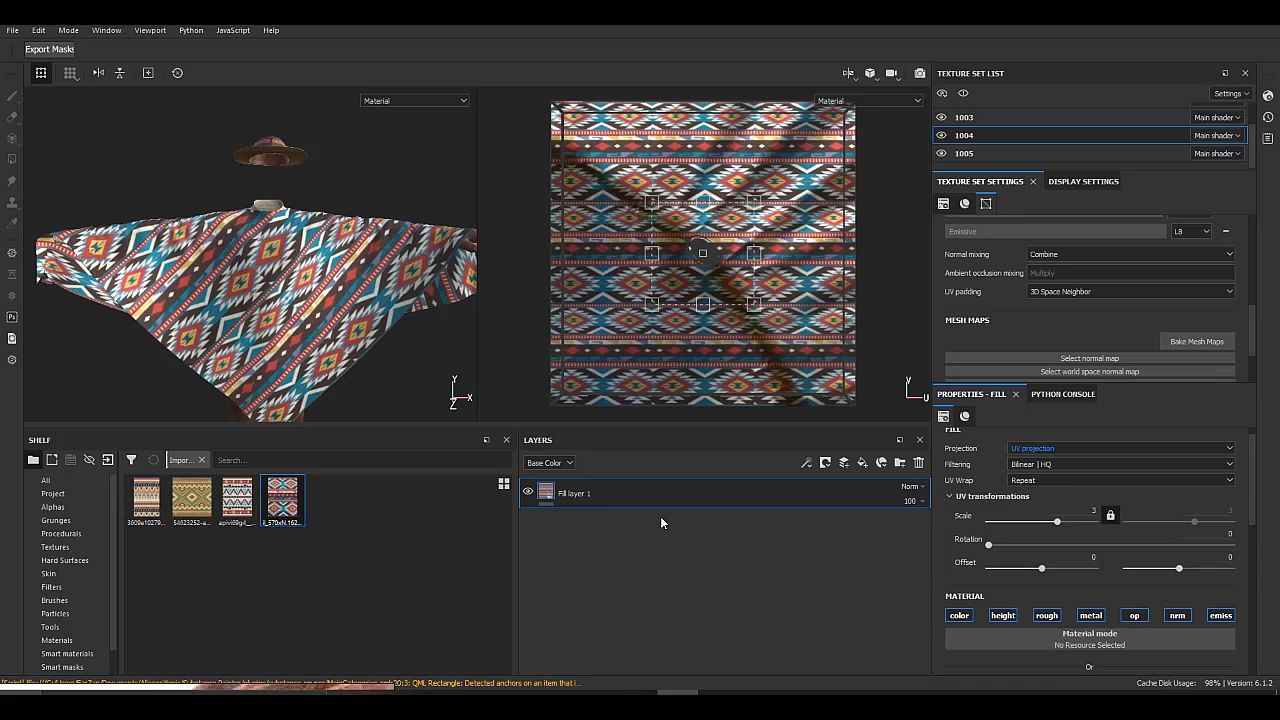 File Edit Mode Window Viewport Python JavaScript Help
Export Masks
Material
Material
Y
X
Z
V
U
TEXTURE SET LIST
Settings
1003 Main shader
1004 Main shader
1005 Main shader
TEXTURE SET SETTINGS DISPLAY SETTINGS
Emissive L8
Normal mixing Combine
Ambient occlusion mixing Multiply
UV padding 3D Space Neighbor
MESH MAPS
Bake Mesh Maps
Select normal map
Select world space normal map
PROPERTIES - FILL PYTHON CONSOLE
FILL
Projection UV projection
Filtering Bilinear | HQ
UV Wrap Repeat
UV transformations
Scale 3 3
Rotation 0
Offset 0 0
MATERIAL
color height rough metal op nrm emiss
Material mode
No Resource Selected
Or
SHELF
Impor...
Search...
All
Project
Alphas
Grunges
Procedurals
Textures
Hard Surfaces
Skin
Filters
Brushes
Particles
Tools
Materials
Smart materials
Smart masks
3609e10279...
54623252-a...
LAYERS
Base Color
Fill layer 1
Norm
100
Ps
Cache Disk Usage: 98% | Version: 6.1.2